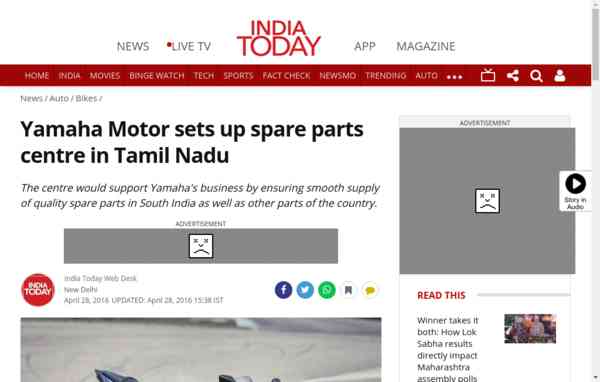 INDIA
TODAY
NEWS
LIVE TV
APP
MAGAZINE
HOME INDIA MOVIES BINGE WATCH TECH SPORTS FACT CHECK NEWSMO TRENDING AUTO
News / Auto / Bikes /
Yamaha Motor sets up spare parts
centre in Tamil Nadu
The centre would support Yamaha's business by ensuring smooth supply
of quality spare parts in South India as well as other parts of the country.
ADVERTISEMENT
INDIA
TODAY
India Today Web Desk
New Delhi
April 28, 2016 UPDATED: April 28, 2016 15:38 IST
ADVERTISEMENT
Story in
Audio
READ THIS
Winner takes it
both: How Lok
Sabha results
directly impact
Maharashtra
assembly polls